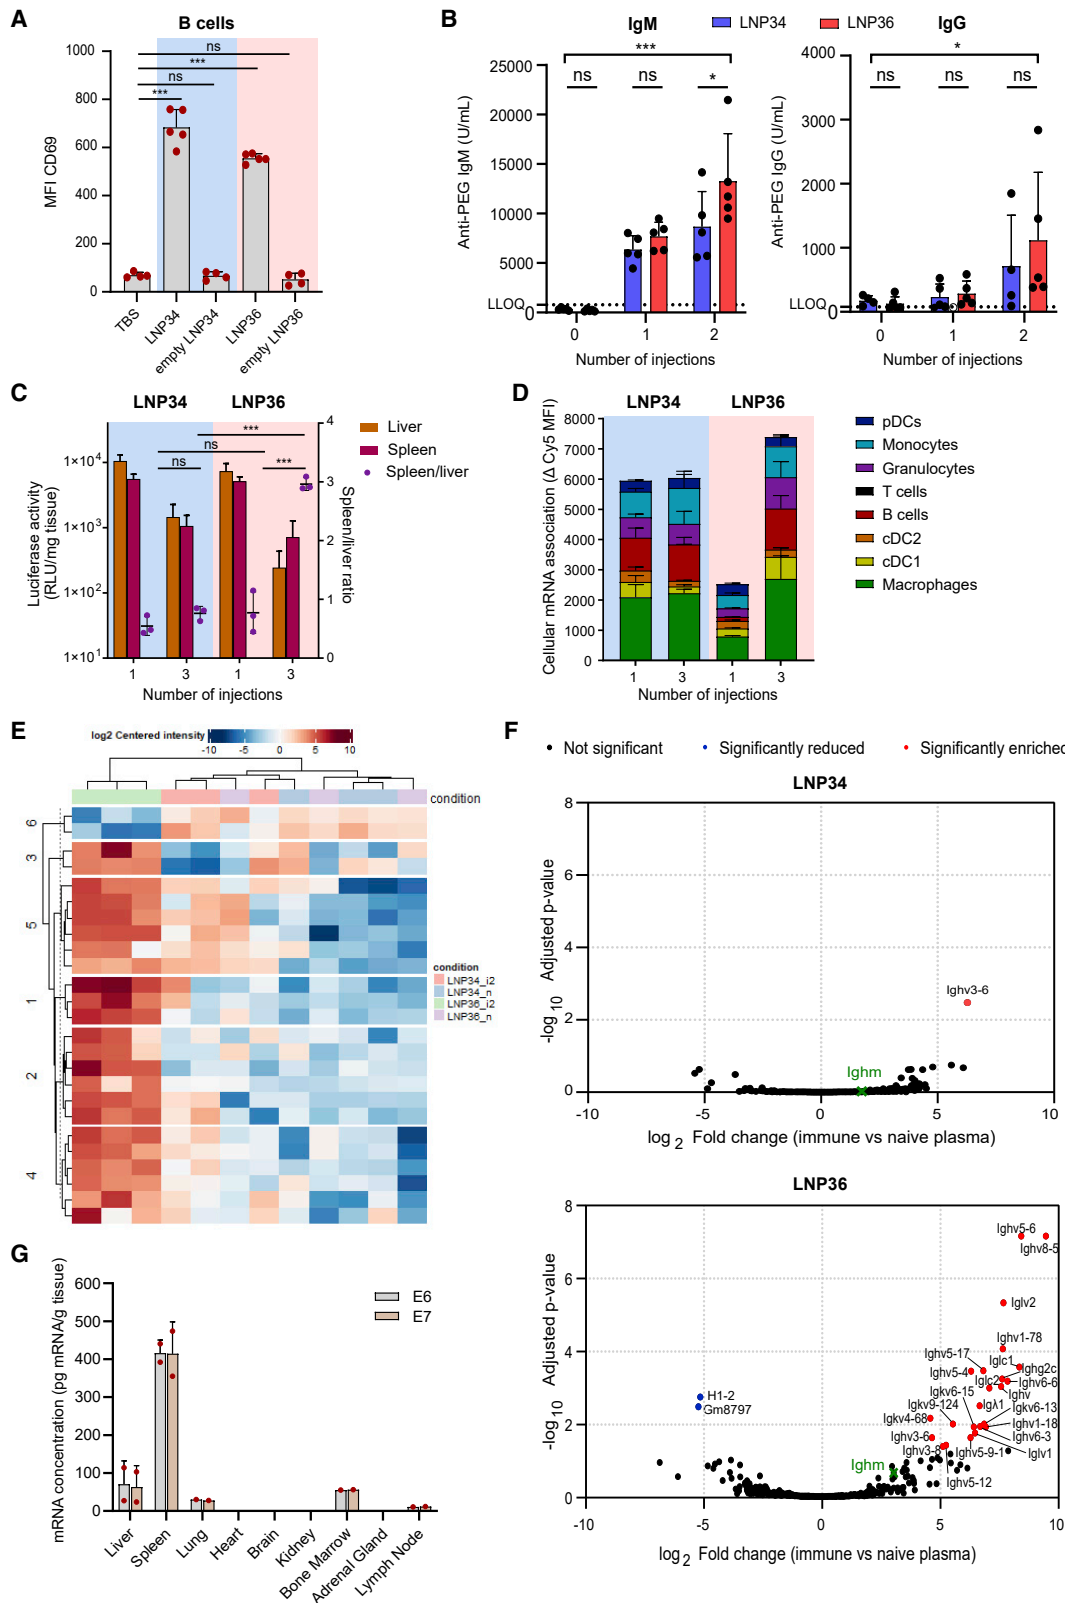 A
B cells
MFI CD69
1000
800
600
400
200
0
ns
***
ns
***
TBS
LNP34
empty LNP34
LNP36
empty LNP36
B
IgM
LNP34
LNP36
IgG
Anti-PEG IgM (U/mL)
25000
20000
15000
10000
5000
LLOQ
0
***
ns
ns
*
0
1
2
Number of injections
Anti-PEG IgG (U/mL)
4000
3000
2000
1000
LLOQ
0
*
ns
ns
ns
0
1
2
Number of injections
C
LNP34
LNP36
Luciferase activity
(RLU/mg tissue)
1×10⁴
1×10³
1×10²
1×10¹
***
ns
ns
***
4
3
2
1
0
Spleen/liver
ratio
1
3
1
3
Number of injections
Liver
Spleen
Spleen/liver
D
LNP34
LNP36
Cellular mRNA association (Δ Cy5 MFI)
8000
7000
6000
5000
4000
3000
2000
1000
0
1
3
1
3
Number of injections
pDCs
Monocytes
Granulocytes
T cells
B cells
cDC2
cDC1
Macrophages
E
log2 Centered intensity
-10
-5
0
5
10
condition
6
3
5
1
2
4
condition
LNP34_i2
LNP34_n
LNP36_i2
LNP36_n
F
Not significant
Significantly reduced
Significantly enriched
LNP34
-log 10 Adjusted p-value
8
6
4
2
0
Ighv3-6
Ighm
-10
-5
0
5
10
log 2 Fold change (immune vs naive plasma)
LNP36
-log 10 Adjusted p-value
8
6
4
2
0
Ighv5-6
Ighv8-5
Iglv2
Ighv1-78
Ighv5-17
Iglc1
Ighg2c
Ighv5-4
Iglc2
Ighv6-6
Igkv6-15
Ighv
Igλ1
Igkv9-124
Igkv6-13
Igkv4-68
Ighv1-18
Ighv3-6
Ighv6-3
Ighv3-8
Ighv5-9-1
Iglv1
Ighv5-12
H1-2
Gm8797
Ighm
-10
-5
0
5
10
log 2 Fold change (immune vs naive plasma)
G
mRNA concentration (pg mRNA/g tissue)
600
500
400
300
200
100
0
E6
E7
Liver
Spleen
Lung
Heart
Brain
Kidney
Bone Marrow
Adrenal Gland
Lymph Node